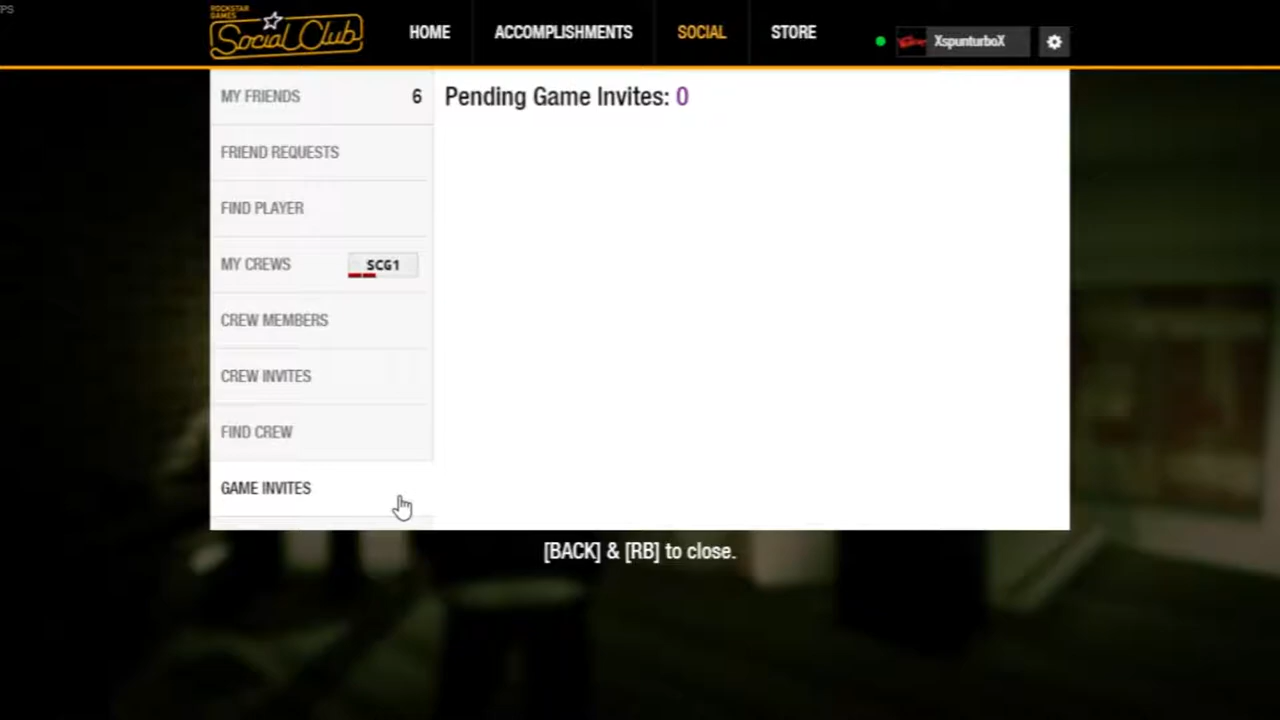 PS
ROCKSTAR
GAMES
Social Club
HOME
ACCOMPLISHMENTS
SOCIAL
STORE
XspunturboX
MY FRIENDS 6
FRIEND REQUESTS
FIND PLAYER
MY CREWS SCG1
CREW MEMBERS
CREW INVITES
FIND CREW
GAME INVITES
Pending Game Invites: 0
[BACK] & [RB] to close.